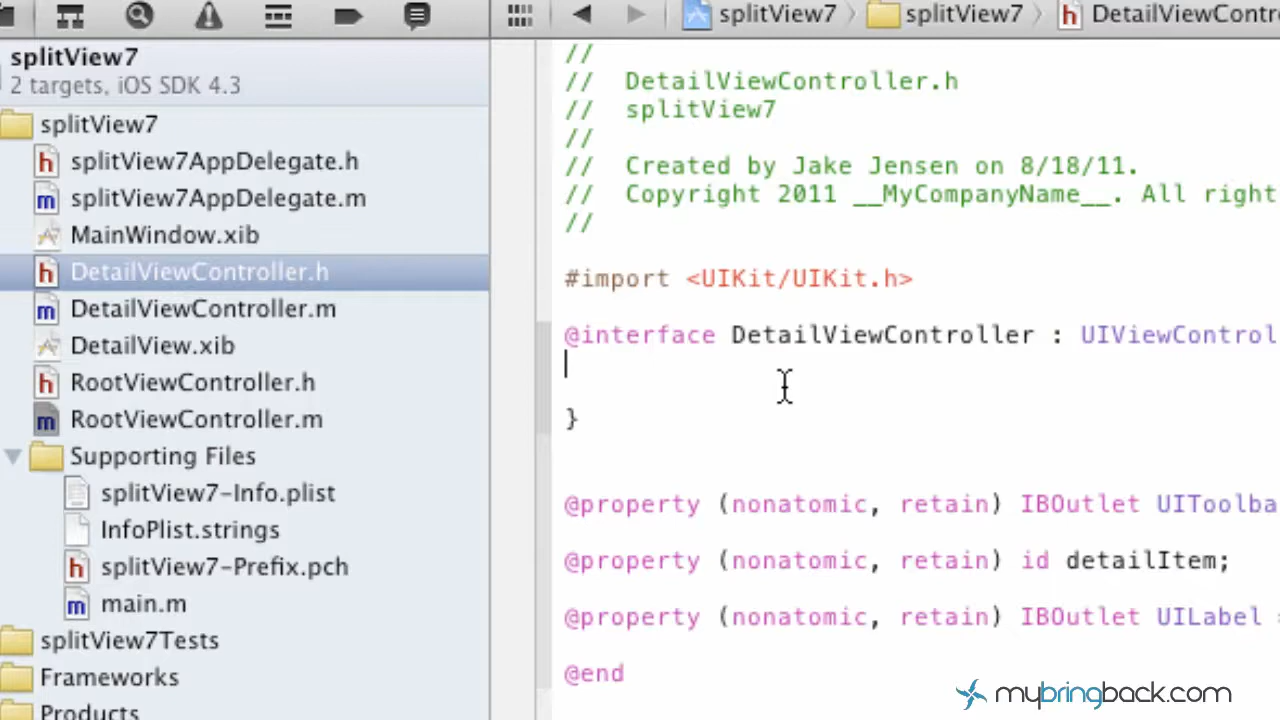 splitView7 splitView7 DetailViewContro
splitView7
2 targets, iOS SDK 4.3
splitView7
h splitView7AppDelegate.h
m splitView7AppDelegate.m
MainWindow.xib
h DetailViewController.h
m DetailViewController.m
DetailView.xib
h RootViewController.h
m RootViewController.m
Supporting Files
splitView7-Info.plist
InfoPlist.strings
h splitView7-Prefix.pch
m main.m
splitView7Tests
Frameworks
Products
//
// DetailViewController.h
// splitView7
//
// Created by Jake Jensen on 8/18/11.
// Copyright 2011 __MyCompanyName__. All right
//
#import <UIKit/UIKit.h>
@interface DetailViewController : UIViewControl
}
@property (nonatomic, retain) IBOutlet UIToolba
@property (nonatomic, retain) id detailItem;
@property (nonatomic, retain) IBOutlet UILabel
@end
mybringback.com